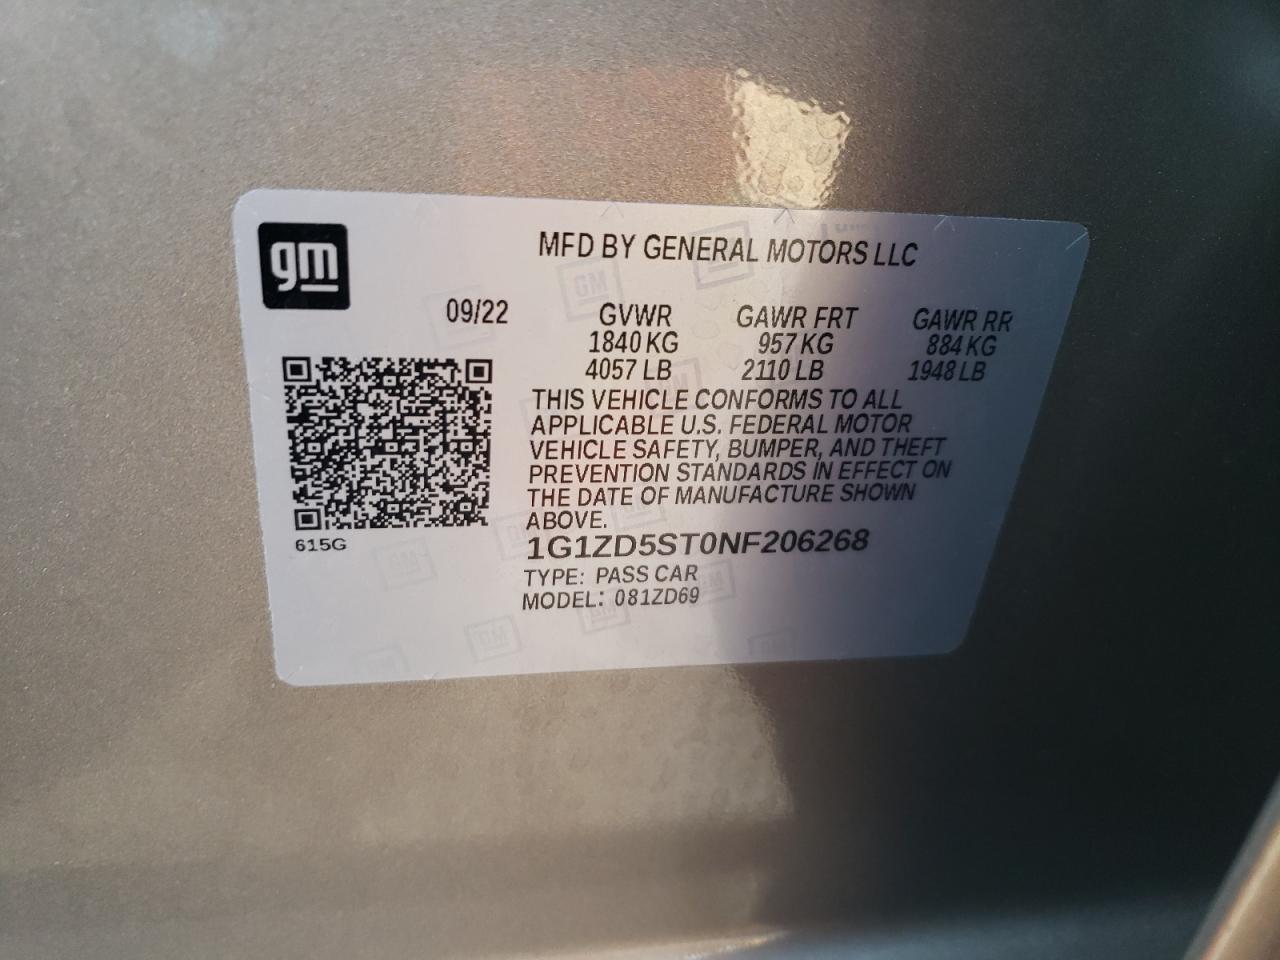 gm
MFD BY GENERAL MOTORS LLC
09/22 GVWR GAWR FRT GAWR RR
1840 KG 957 KG 884 KG
4057 LB 2110 LB 1948 LB
THIS VEHICLE CONFORMS TO ALL
APPLICABLE U.S. FEDERAL MOTOR
VEHICLE SAFETY, BUMPER, AND THEFT
PREVENTION STANDARDS IN EFFECT ON
THE DATE OF MANUFACTURE SHOWN
ABOVE.
615G
1G1ZD5ST0NF206268
TYPE: PASS CAR
MODEL: 081ZD69